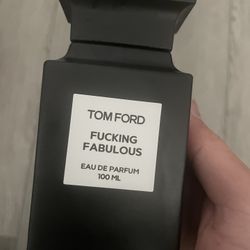 TOM FORD
FUCKING
FABULOUS
EAU DE PARFUM
100 ML